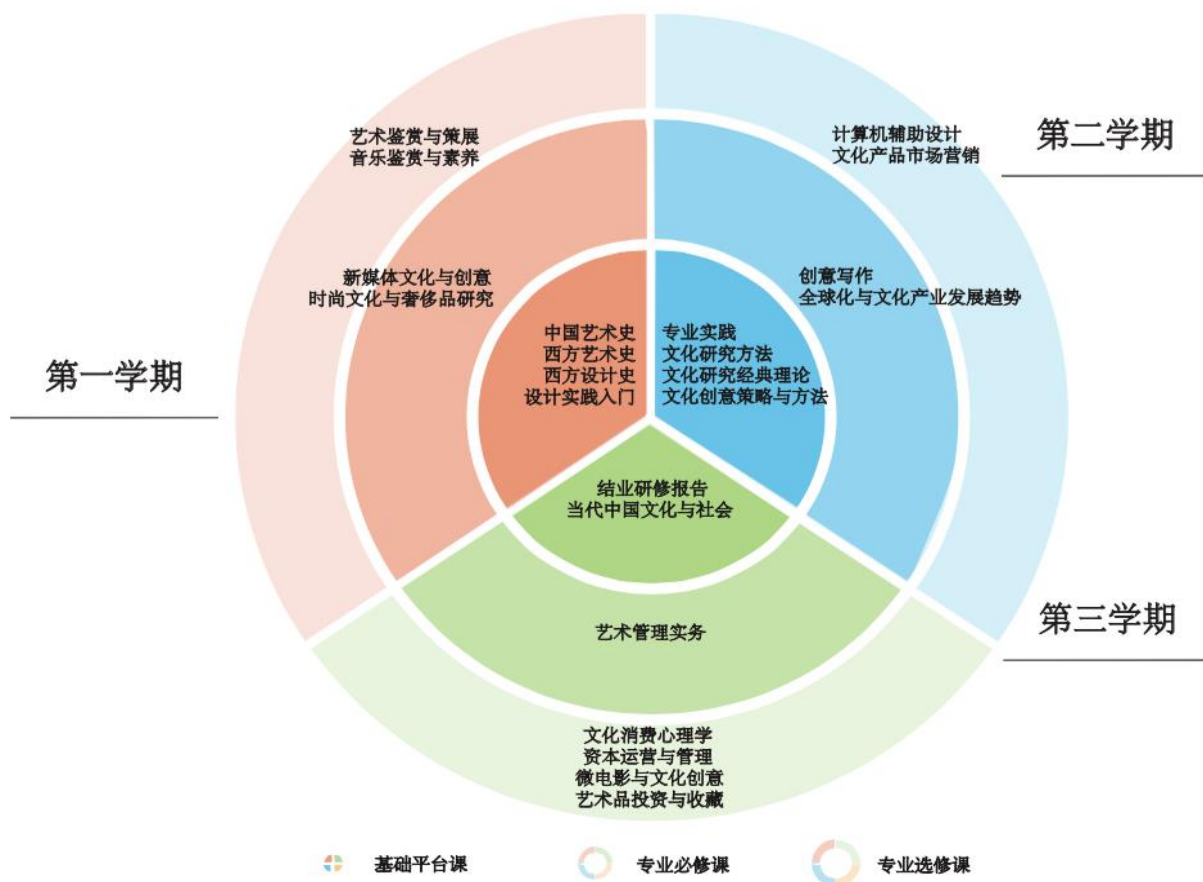 艺术鉴赏与策展
音乐鉴赏与素养
新媒体文化与创意
时尚文化与奢侈品研究
中国艺术史
西方艺术史
西方设计史
设计实践入门
第一学期
计算机辅助设计
文化产品市场营销
第二学期
创意写作
全球化与文化产业发展趋势
专业实践
文化研究方法
文化研究经典理论
文化创意策略与方法
结业研修报告
当代中国文化与社会
艺术管理实务
第三学期
文化消费心理学
资本运营与管理
微电影与文化创意
艺术品投资与收藏
基础平台课
专业必修课
专业选修课